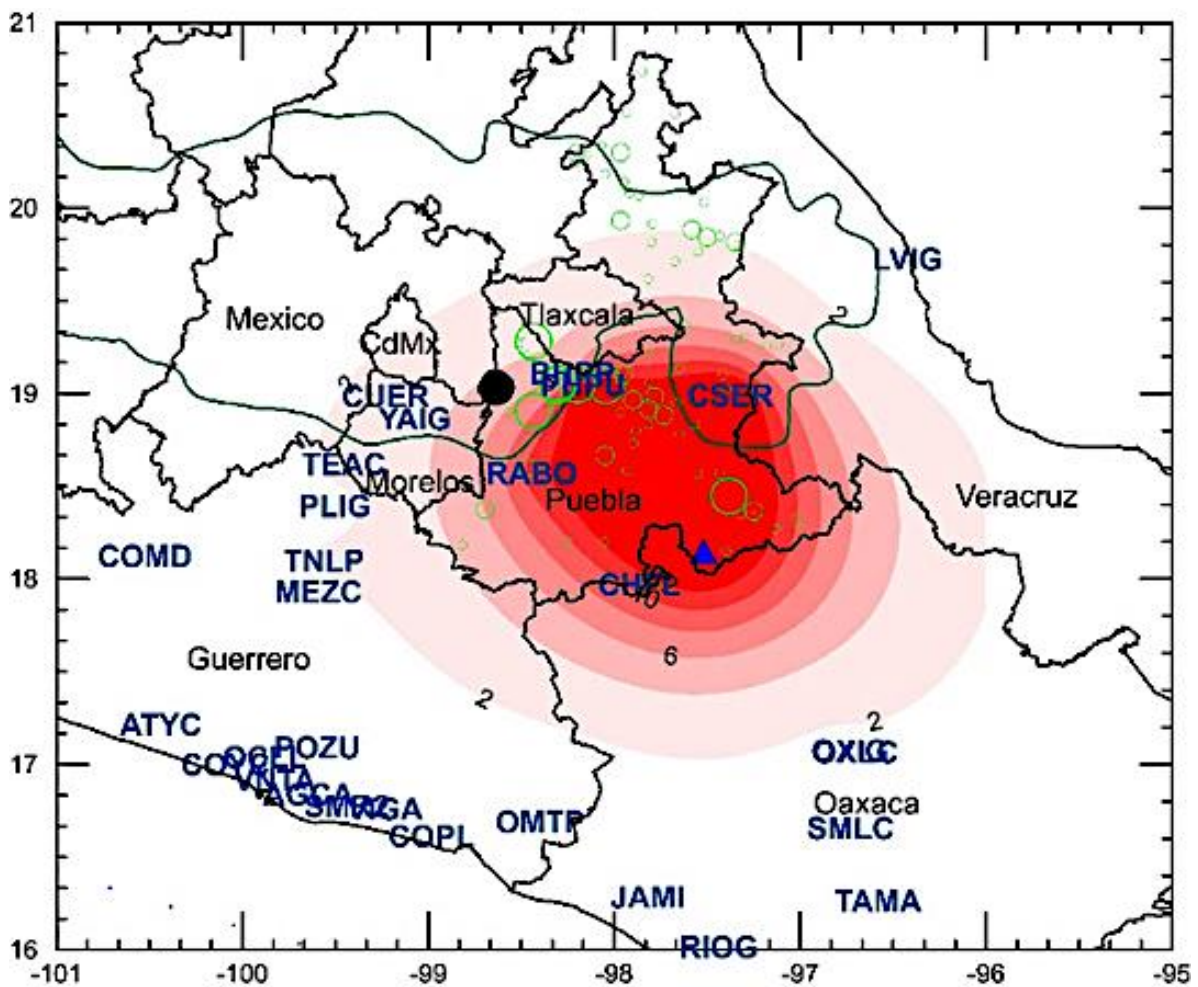 21
20
19
18
17
16
LVIG
Mexico
Tlaxcala
2
CdMx
CUER
CSER
YAIG
TEAC
RABO
Morelos
Puebla
Veracruz
PLIG
COMD
TNLP
MEZC
Guerrero
6
2
2
ATYC
POZU
OXLC
Oaxaca
SMLC
OMTP
COPL
JAMI
TAMA
RIOG
-101
-100
-99
-98
-97
-96
-95